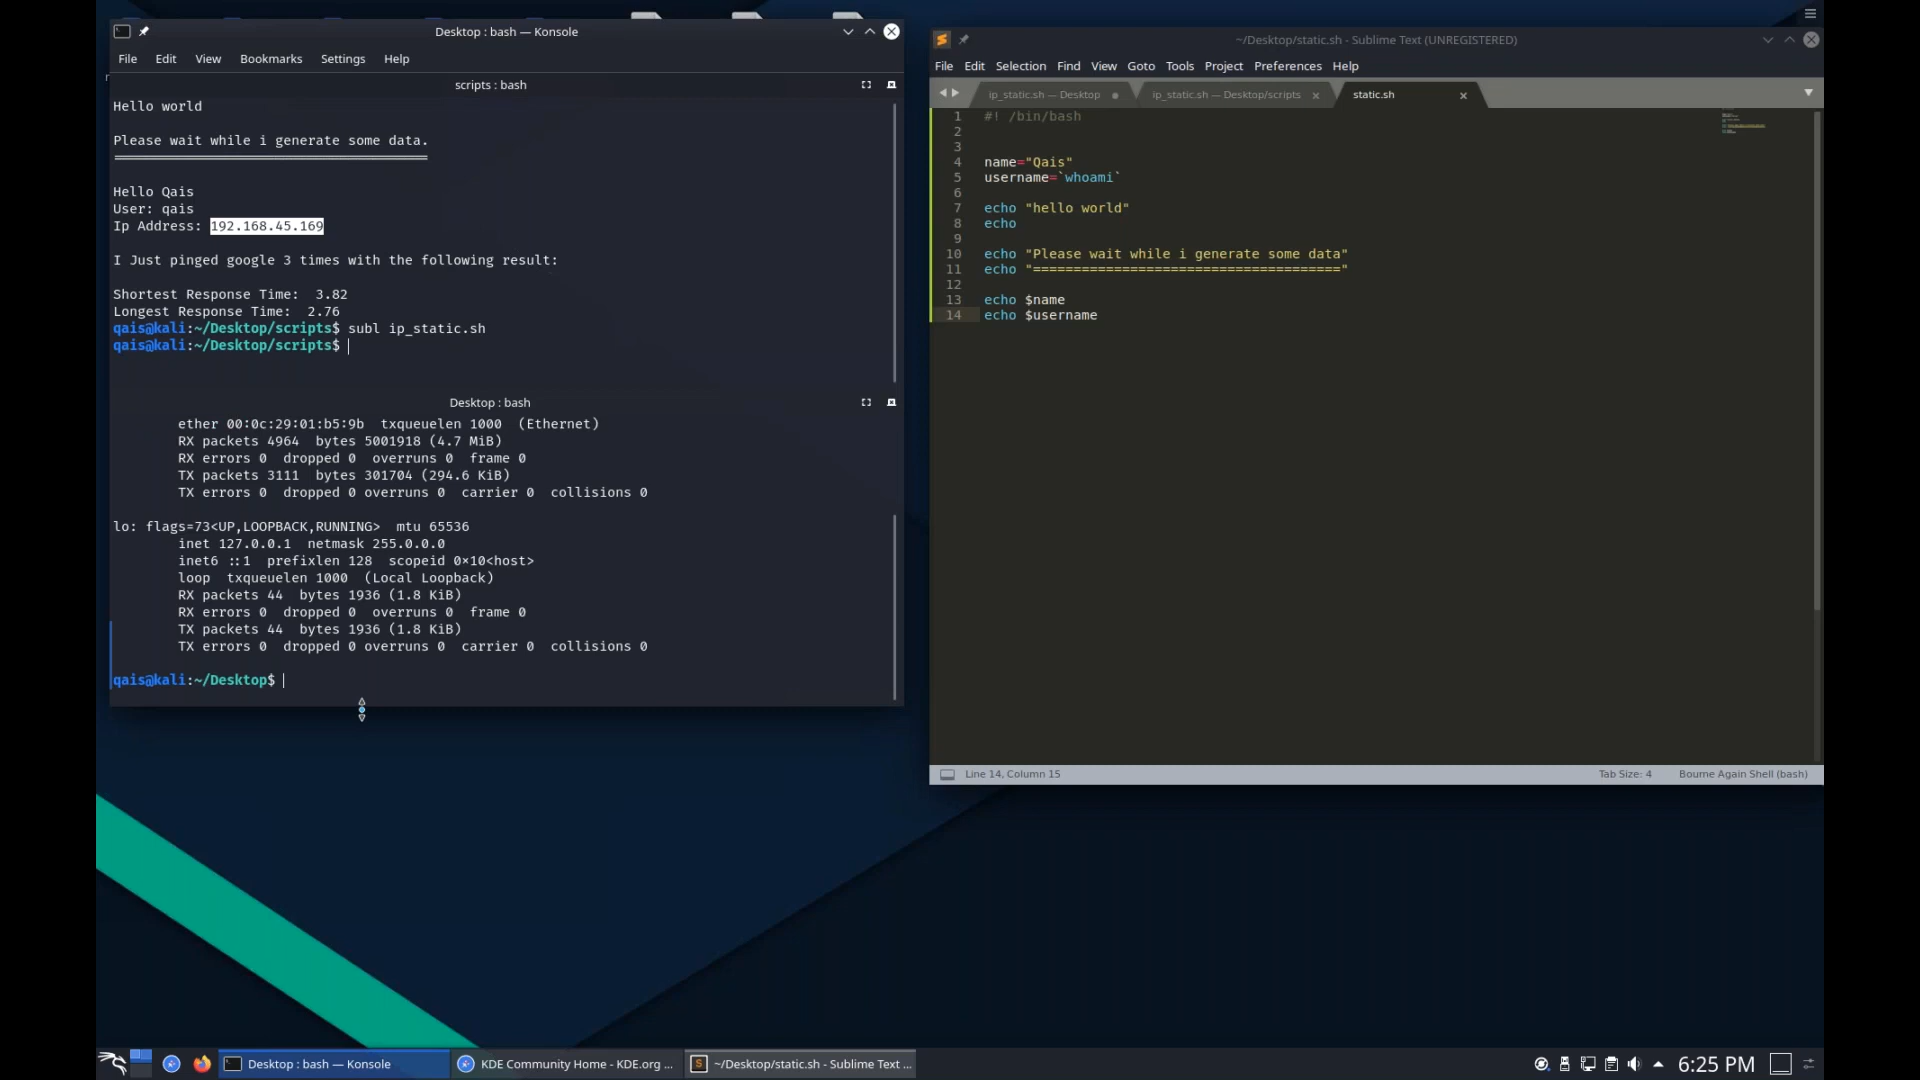 Desktop : bash — Konsole
File Edit View Bookmarks Settings Help
scripts : bash
Hello world
Please wait while i generate some data.
=======================================
Hello Qais
User: qais
Ip Address: 192.168.45.169
I Just pinged google 3 times with the following result:
Shortest Response Time:  3.82
Longest Response Time:  2.76
qais@kali:~/Desktop/scripts$ subl ip_static.sh
qais@kali:~/Desktop/scripts$
Desktop : bash
ether 00:0c:29:01:b5:9b  txqueuelen 1000  (Ethernet)
RX packets 4964  bytes 5001918 (4.7 MiB)
RX errors 0  dropped 0  overruns 0  frame 0
TX packets 3111  bytes 301704 (294.6 KiB)
TX errors 0  dropped 0 overruns 0  carrier 0  collisions 0
lo: flags=73<UP,LOOPBACK,RUNNING>  mtu 65536
inet 127.0.0.1  netmask 255.0.0.0
inet6 ::1  prefixlen 128  scopeid 0×10<host>
loop  txqueuelen 1000  (Local Loopback)
RX packets 44  bytes 1936 (1.8 KiB)
RX errors 0  dropped 0  overruns 0  frame 0
TX packets 44  bytes 1936 (1.8 KiB)
TX errors 0  dropped 0 overruns 0  carrier 0  collisions 0
qais@kali:~/Desktop$
~/Desktop/static.sh - Sublime Text (UNREGISTERED)
File Edit Selection Find View Goto Tools Project Preferences Help
ip_static.sh — Desktop ip_static.sh — Desktop/scripts static.sh
1 #! /bin/bash
2
3
4 name="Qais"
5 username=`whoami`
6
7 echo "hello world"
8 echo
9
10 echo "Please wait while i generate some data"
11 echo "======================================"
12
13 echo $name
14 echo $username
Line 14, Column 15 Tab Size: 4 Bourne Again Shell (bash)
Desktop : bash — Konsole KDE Community Home - KDE.org ... ~/Desktop/static.sh - Sublime Text ... 6:25 PM